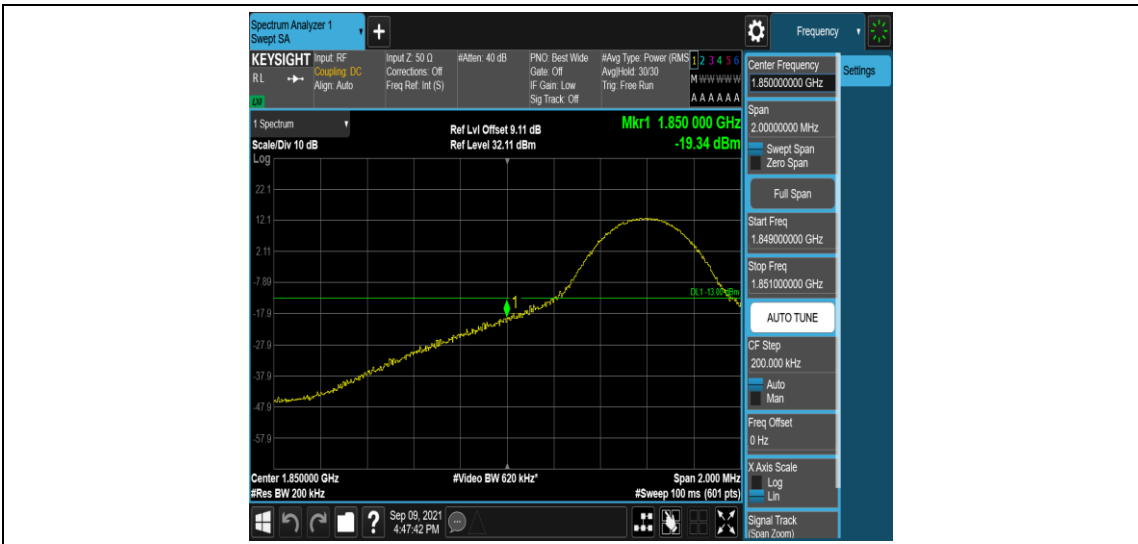 Spectrum Analyzer 1
Swept SA
Frequency
KEYSIGHT
RL
LXI
Input: RF
Coupling: DC
Align: Auto
Input Z: 50 Ω
Corrections: Off
Freq Ref: Int (S)
#Atten: 40 dB
PNO: Best Wide
Gate: Off
IF Gain: Low
Sig Track: Off
#Avg Type: Power (RMS
Avg|Hold: 30/30
Trig: Free Run
1 2 3 4 5 6
M W W W W W
A A A A A A
1 Spectrum
Scale/Div 10 dB
Log
Ref Lvl Offset 9.11 dB
Ref Level 32.11 dBm
Mkr1 1.850 000 GHz
-19.34 dBm
22.1
12.1
2.11
-7.89
-17.9
-27.9
-37.9
-47.9
-57.9
1
Center 1.850000 GHz
#Res BW 200 kHz
#Video BW 620 kHz*
Span 2.000 MHz
#Sweep 100 ms (601 pts)
?
Sep 09, 2021
4:47:42 PM
Center Frequency
1.850000000 GHz
Settings
Span
2.00000000 MHz
Swept Span
Zero Span
Full Span
Start Freq
1.849000000 GHz
Stop Freq
1.851000000 GHz
AUTO TUNE
CF Step
200.000 kHz
Auto
Man
Freq Offset
0 Hz
X Axis Scale
Log
Lin
Signal Track
(Span Zoom)